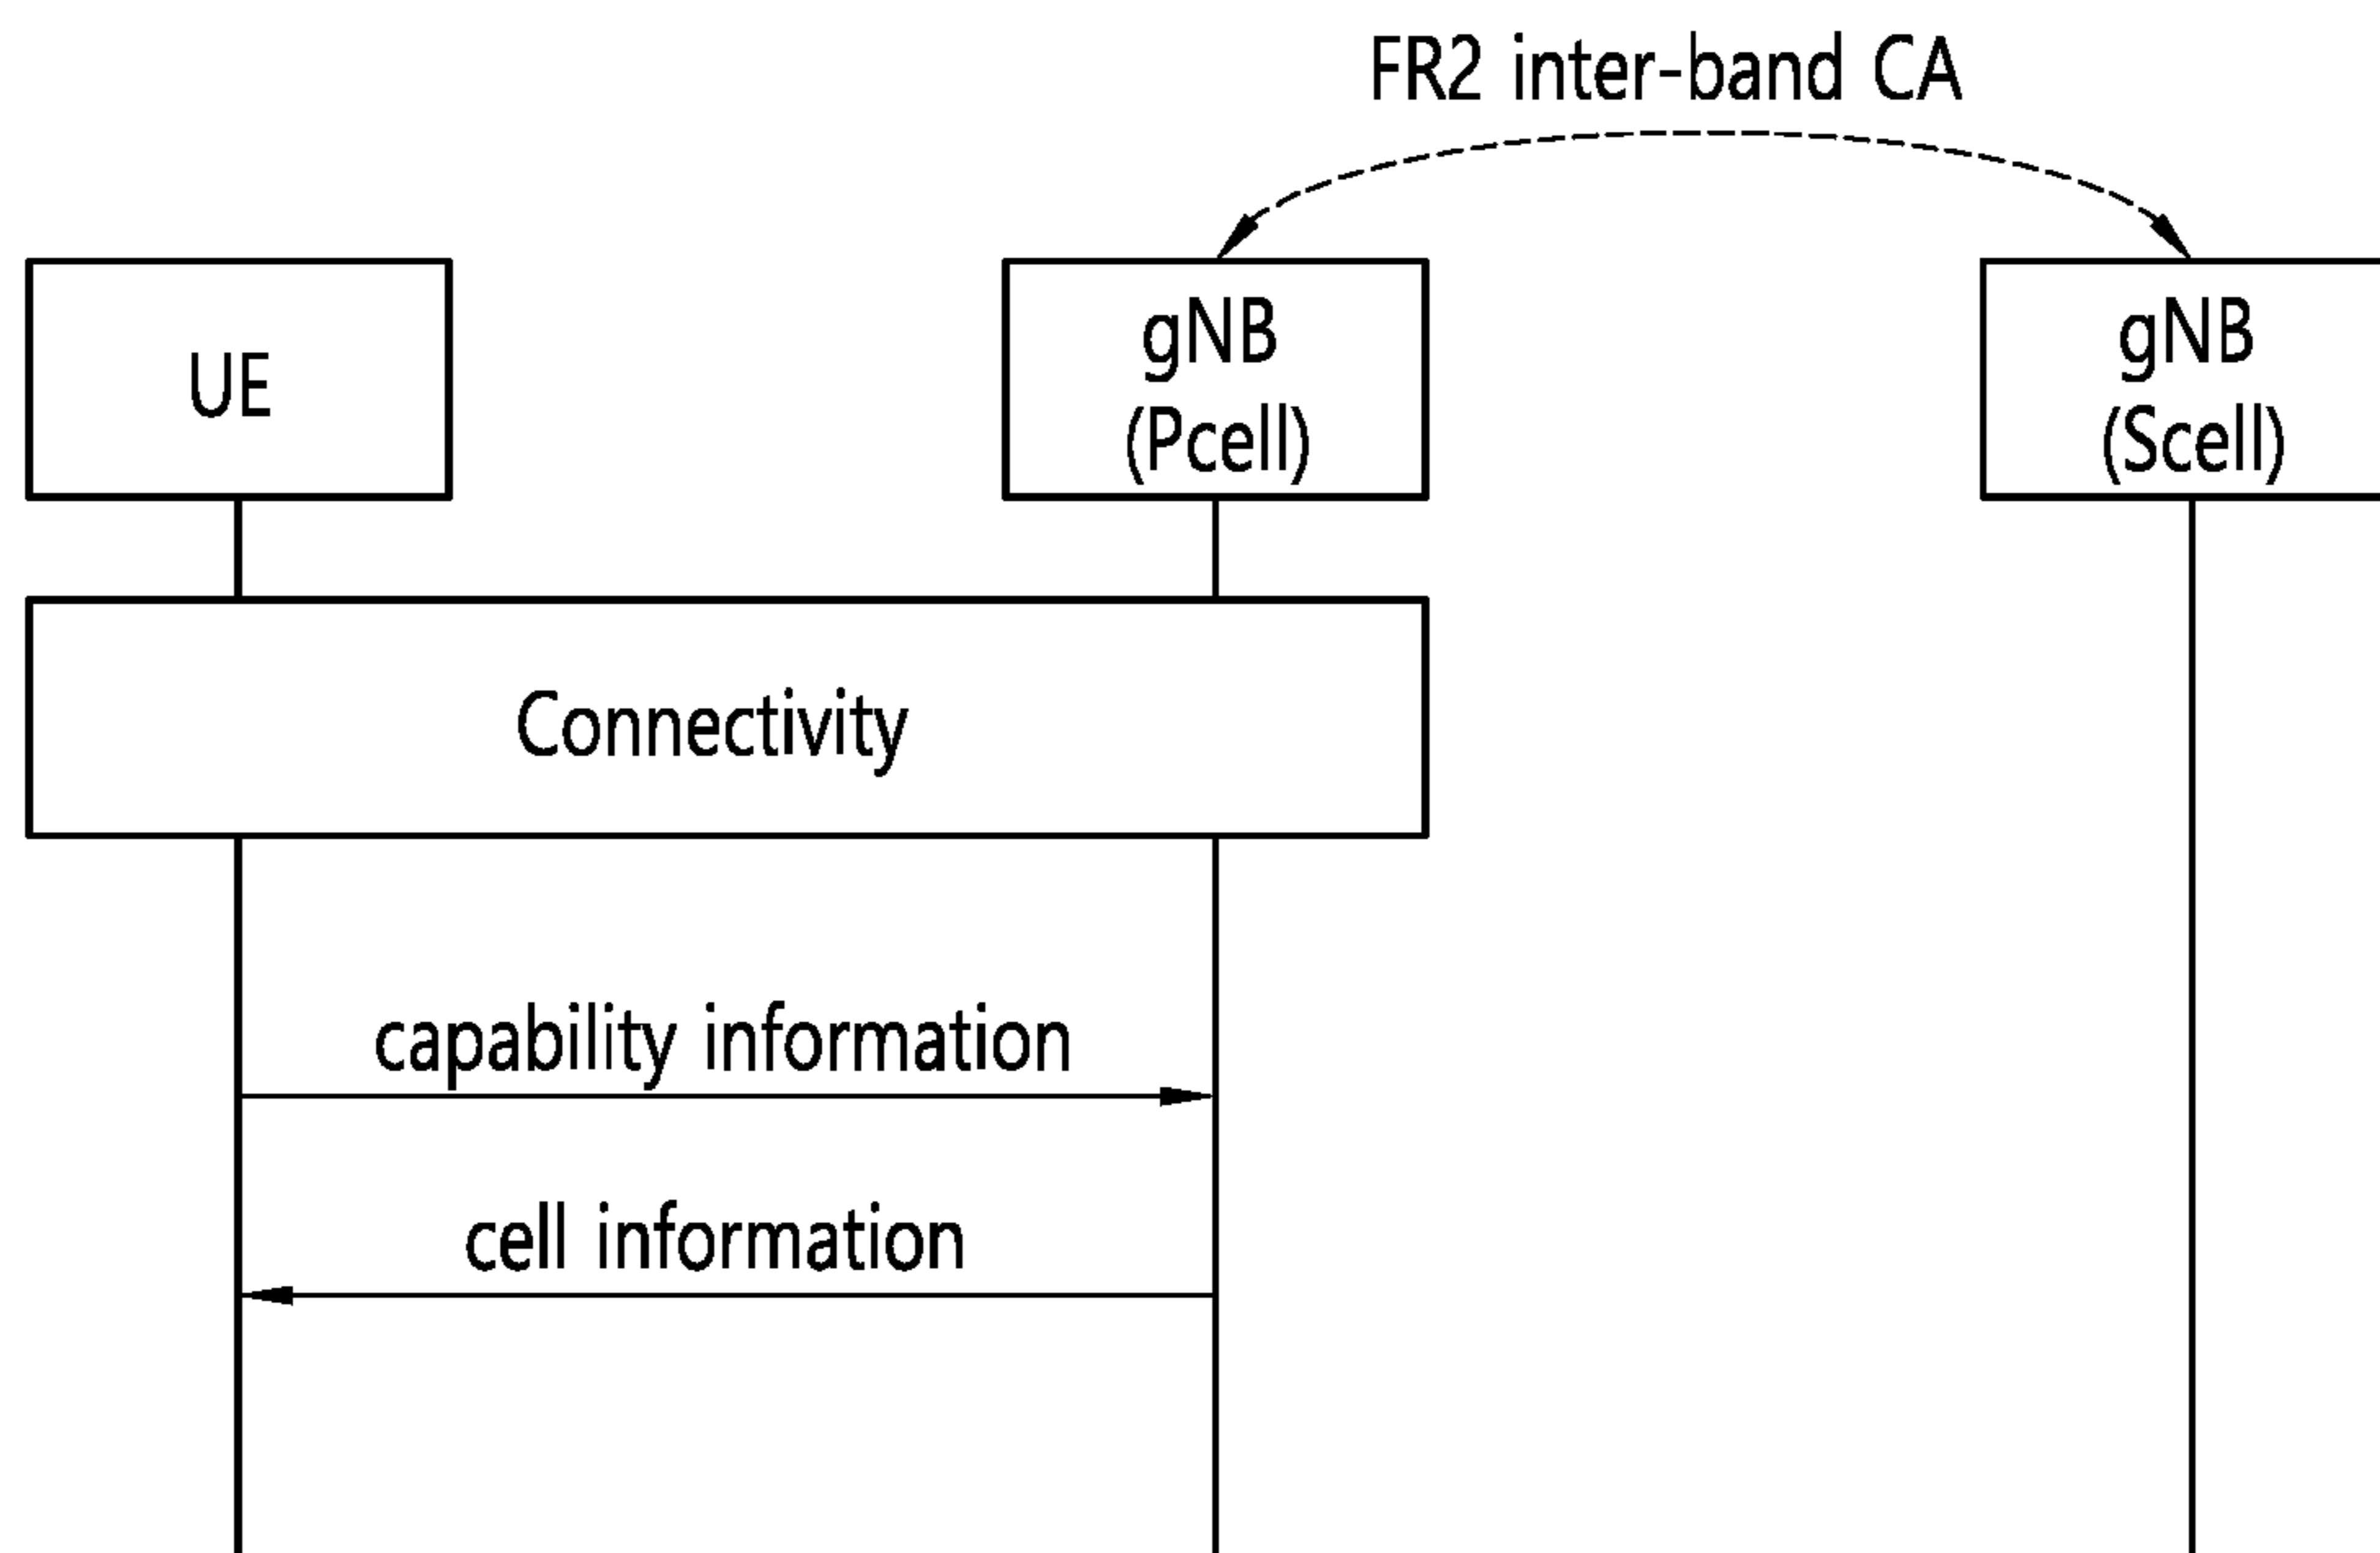 FR2 inter-band CA
UE
gNB
(Pcell)
gNB
(Scell)
Connectivity
capability information
cell information